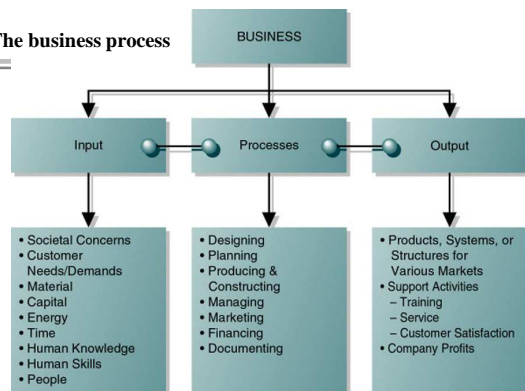 The business process
BUSINESS
Input
Processes
Output
• Societal Concerns
• Customer
Needs/Demands
• Material
• Capital
• Energy
• Time
• Human Knowledge
• Human Skills
• People
• Designing
• Planning
• Producing &
Constructing
• Managing
• Marketing
• Financing
• Documenting
• Products, Systems, or
Structures for
Various Markets
• Support Activities
– Training
– Service
– Customer Satisfaction
• Company Profits